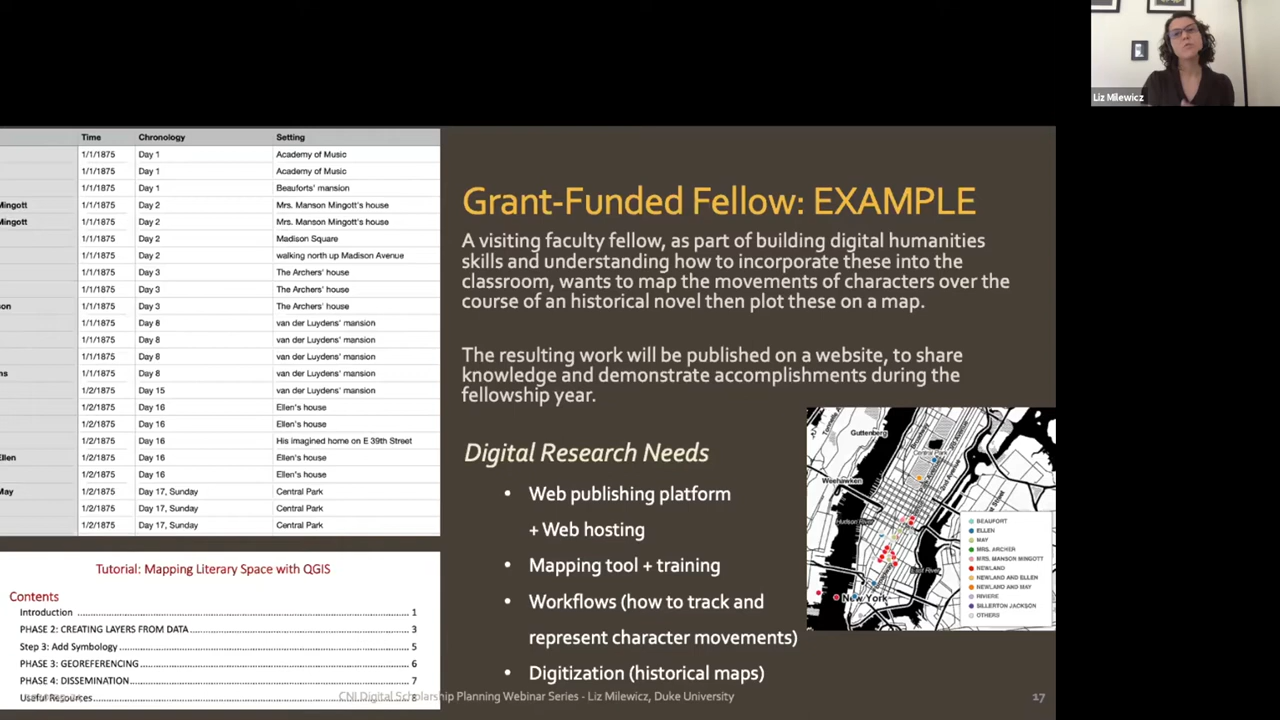 Liz Milewicz
Time Chronology Setting
1/1/1875 Day 1 Academy of Music
1/1/1875 Day 1 Academy of Music
1/1/1875 Day 1 Beauforts' mansion
Mingott 1/1/1875 Day 2 Mrs. Manson Mingott's house
Mingott 1/1/1875 Day 2 Mrs. Manson Mingott's house
1/1/1875 Day 2 Madison Square
1/1/1875 Day 2 walking north up Madison Avenue
1/1/1875 Day 3 The Archers' house
1/1/1875 Day 3 The Archers' house
on 1/1/1875 Day 3 The Archers' house
1/1/1875 Day 8 van der Luydens' mansion
1/1/1875 Day 8 van der Luydens' mansion
1/1/1875 Day 8 van der Luydens' mansion
ns 1/1/1875 Day 8 van der Luydens' mansion
1/2/1875 Day 15 van der Luydens' mansion
1/2/1875 Day 16 Ellen's house
1/2/1875 Day 16 Ellen's house
1/2/1875 Day 16 His imagined home on E 39th Street
Ellen 1/2/1875 Day 16 Ellen's house
1/2/1875 Day 16 Ellen's house
May 1/2/1875 Day 17, Sunday Central Park
1/2/1875 Day 17, Sunday Central Park
1/2/1875 Day 17, Sunday Central Park
Tutorial: Mapping Literary Space with QGIS
Contents
Introduction 1
PHASE 2: CREATING LAYERS FROM DATA 3
Step 3: Add Symbology 5
PHASE 3: GEOREFERENCING 6
PHASE 4: DISSEMINATION 7
Useful Resources 8
Grant-Funded Fellow: EXAMPLE
A visiting faculty fellow, as part of building digital humanities
skills and understanding how to incorporate these into the
classroom, wants to map the movements of characters over the
course of an historical novel then plot these on a map.
The resulting work will be published on a website, to share
knowledge and demonstrate accomplishments during the
fellowship year.
Digital Research Needs
• Web publishing platform
+ Web hosting
• Mapping tool + training
• Workflows (how to track and
represent character movements)
• Digitization (historical maps)
Guttenberg
Central Park
Weehawken
Hudson River
East River
New York
BEAUFORT
ELLEN
MAY
MRS. ARCHER
MRS. MANSON MINGOTT
NEWLAND
NEWLAND AND ELLEN
NEWLAND AND MAY
RIVIERE
SILLERTON JACKSON
OTHERS
CNI Digital Scholarship Planning Webinar Series - Liz Milewicz, Duke University
17